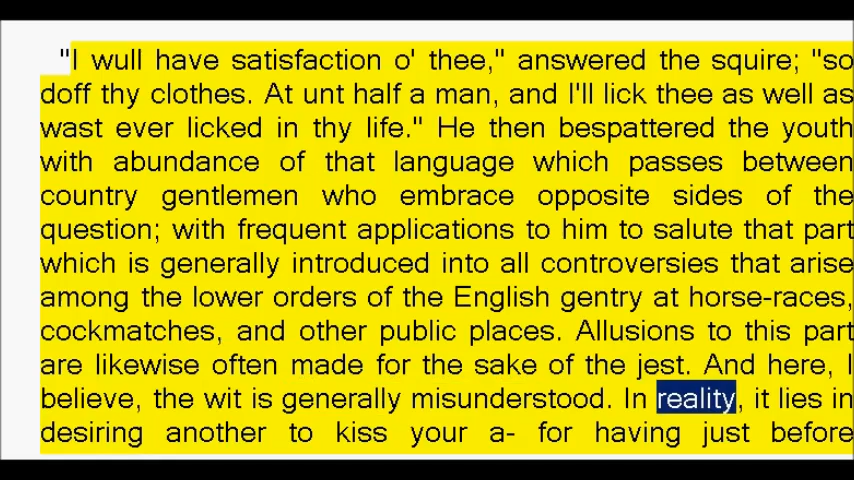 "I wull have satisfaction o' thee," answered the squire; "so
doff thy clothes. At unt half a man, and I'll lick thee as well as
wast ever licked in thy life." He then bespattered the youth
with abundance of that language which passes between
country gentlemen who embrace opposite sides of the
question; with frequent applications to him to salute that part
which is generally introduced into all controversies that arise
among the lower orders of the English gentry at horse-races,
cockmatches, and other public places. Allusions to this part
are likewise often made for the sake of the jest. And here, I
believe, the wit is generally misunderstood. In reality, it lies in
desiring another to kiss your a- for having just before